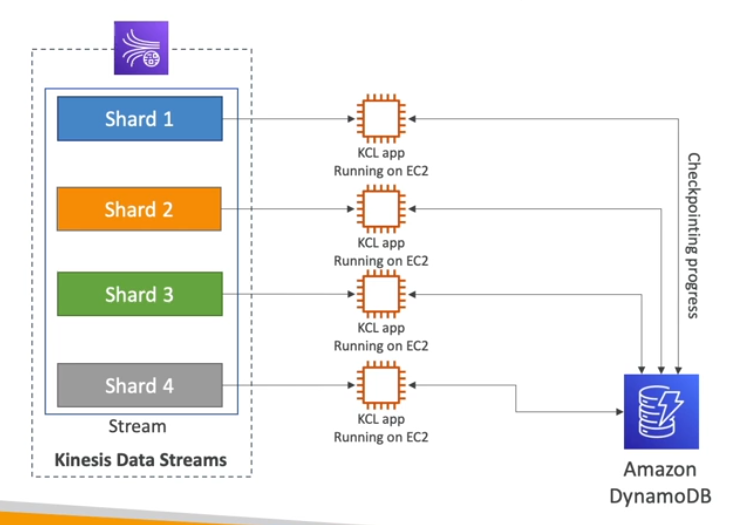 Shard 1
KCL app
Running on EC2
Shard 2
KCL app
Running on EC2
Shard 3
KCL app
Running on EC2
Shard 4
KCL app
Running on EC2
Stream
Kinesis Data Streams
Checkpointing progress
Amazon
DynamoDB